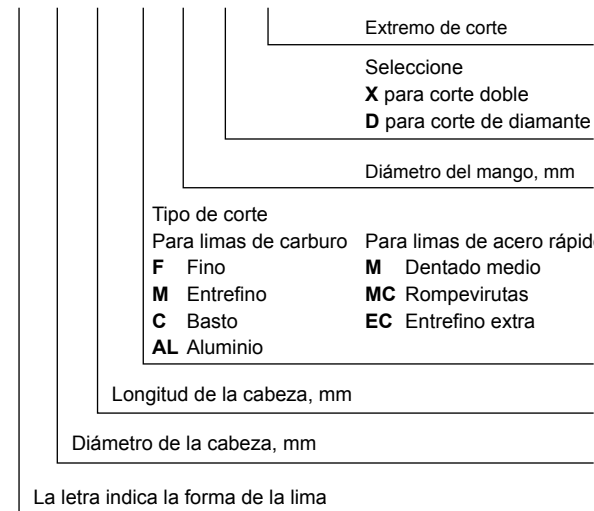 Extremo de corte
Seleccione
X para corte doble
D para corte de diamante
Diámetro del mango, mm
Tipo de corte
Para limas de carburo Para limas de acero rápid
F Fino M Dentado medio
M Entrefino MC Rompevirutas
C Basto EC Entrefino extra
AL Aluminio
Longitud de la cabeza, mm
Diámetro de la cabeza, mm
La letra indica la forma de la lima